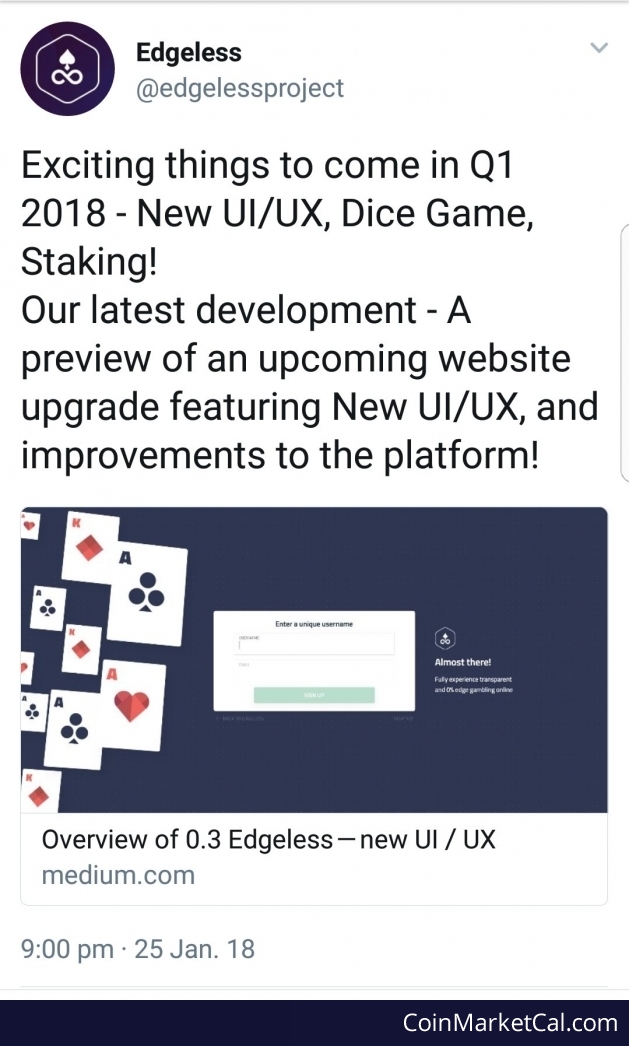 Edgeless
@edgelessproject
Exciting things to come in Q1
2018 - New UI/UX, Dice Game,
Staking!
Our latest development - A
preview of an upcoming website
upgrade featuring New UI/UX, and
improvements to the platform!
K
A
A
K
A
A
A
K
Enter a unique username
USERNAME
EMAIL
SIGN UP
Almost there!
Fully experience transparent
and 0% edge gambling online
Overview of 0.3 Edgeless — new UI / UX
medium.com
9:00 pm · 25 Jan. 18
CoinMarketCal.com